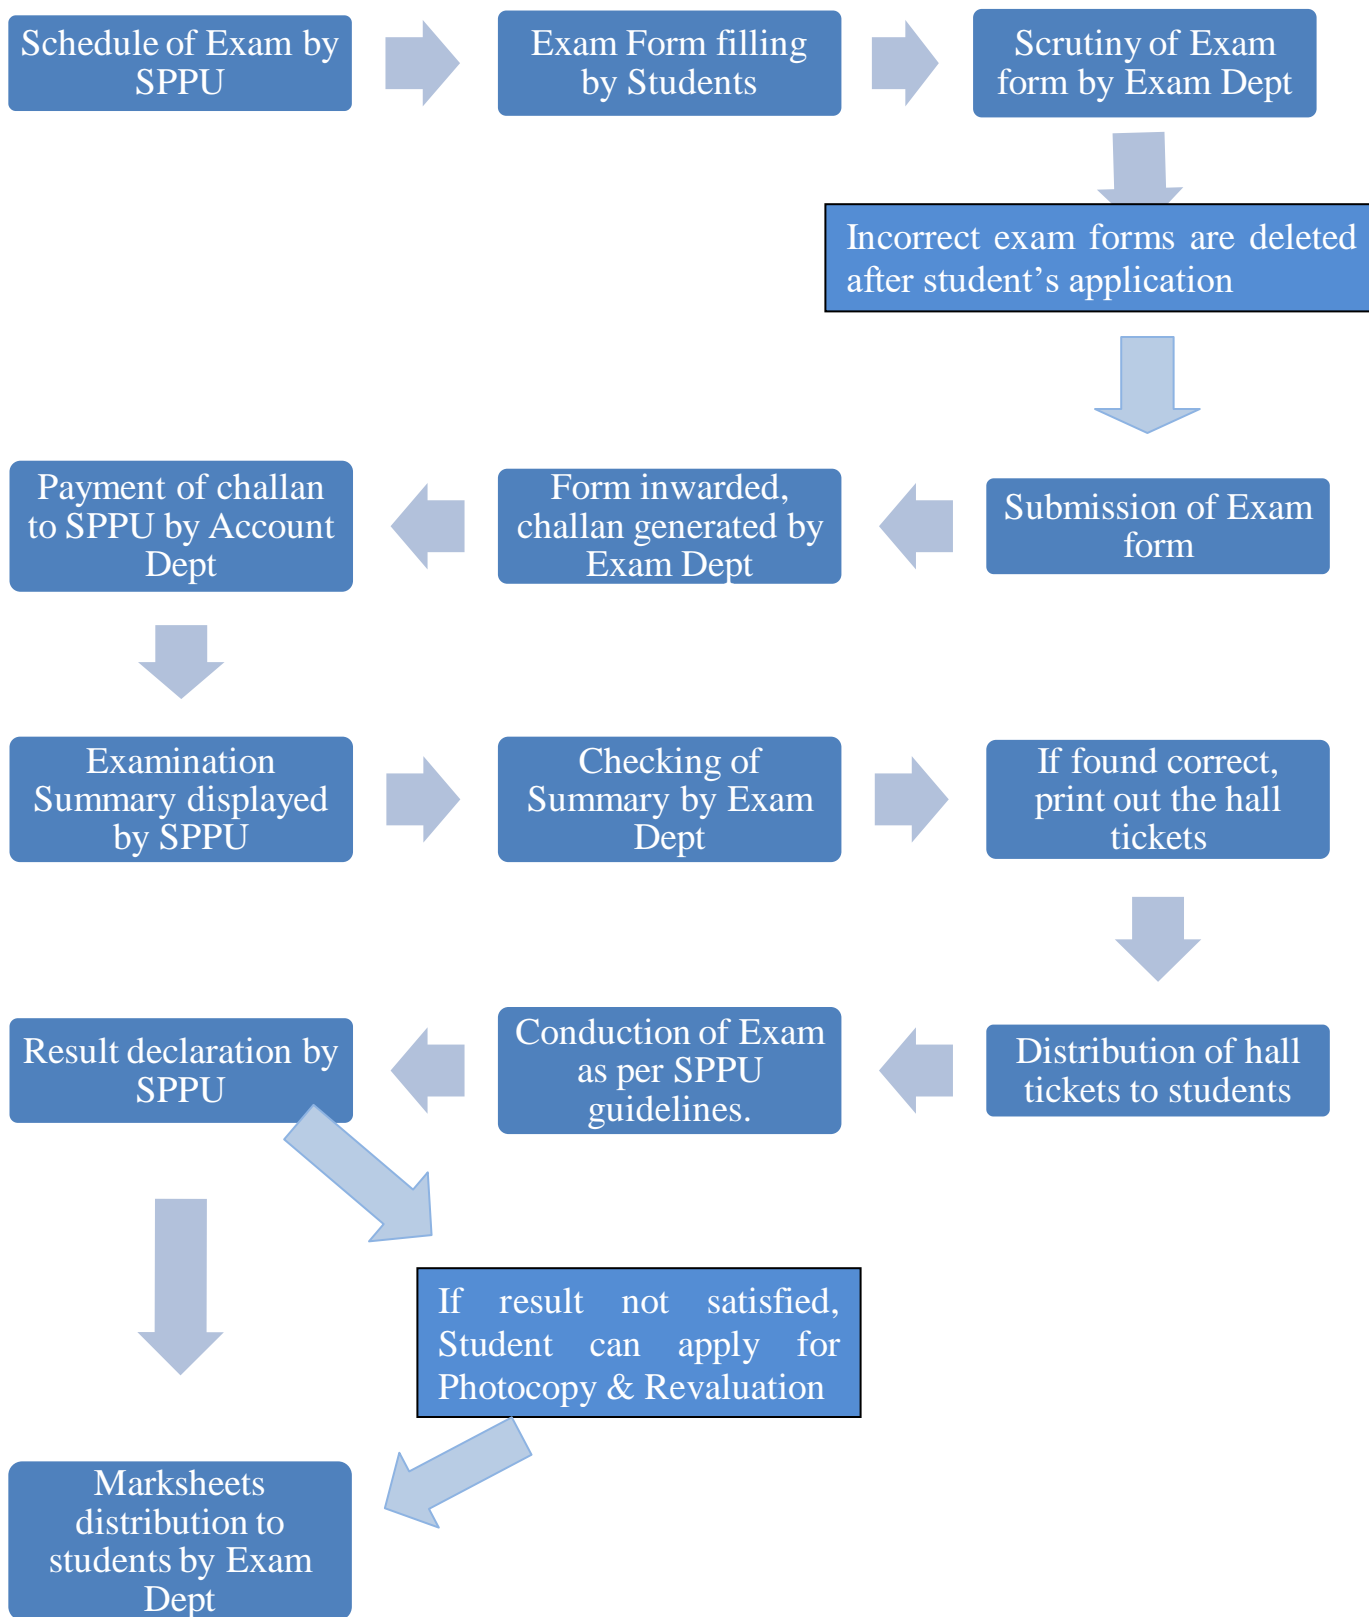 Schedule of Exam by
SPPU
Exam Form filling
by Students
Scrutiny of Exam
form by Exam Dept
Incorrect exam forms are deleted
after student’s application
Submission of Exam
form
Form inwarded,
challan generated by
Exam Dept
Payment of challan
to SPPU by Account
Dept
Examination
Summary displayed
by SPPU
Checking of
Summary by Exam
Dept
If found correct,
print out the hall
tickets
Distribution of hall
tickets to students
Conduction of Exam
as per SPPU
guidelines.
Result declaration by
SPPU
If result not satisfied,
Student can apply for
Photocopy & Revaluation
Marksheets
distribution to
students by Exam
Dept